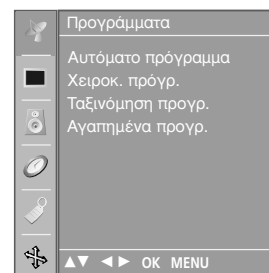 Προγράμματα
Αυτόματο πρόγραμμα
Χειροκ. πρόγρ.
Ταξινόμηση προγρ.
Αγαπημένα προγρ.
▲▼ ◄► OK MENU